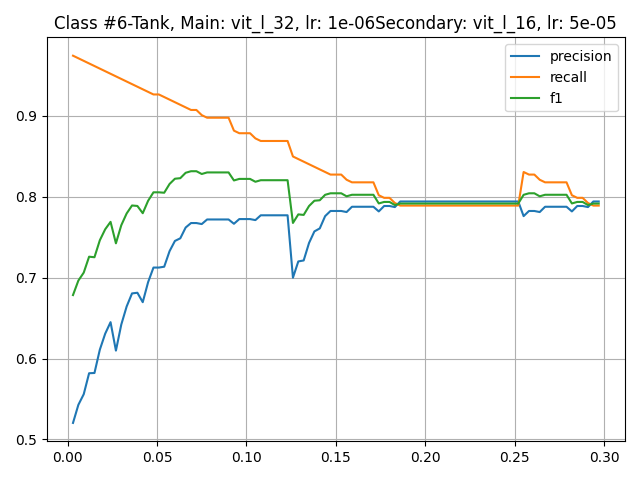 Class #6-Tank, Main: vit_l_32, lr: 1e-06Secondary: vit_l_16, lr: 5e-05
precision
recall
f1
0.9
0.8
0.7
0.6
0.5
0.00 0.05 0.10 0.15 0.20 0.25 0.30